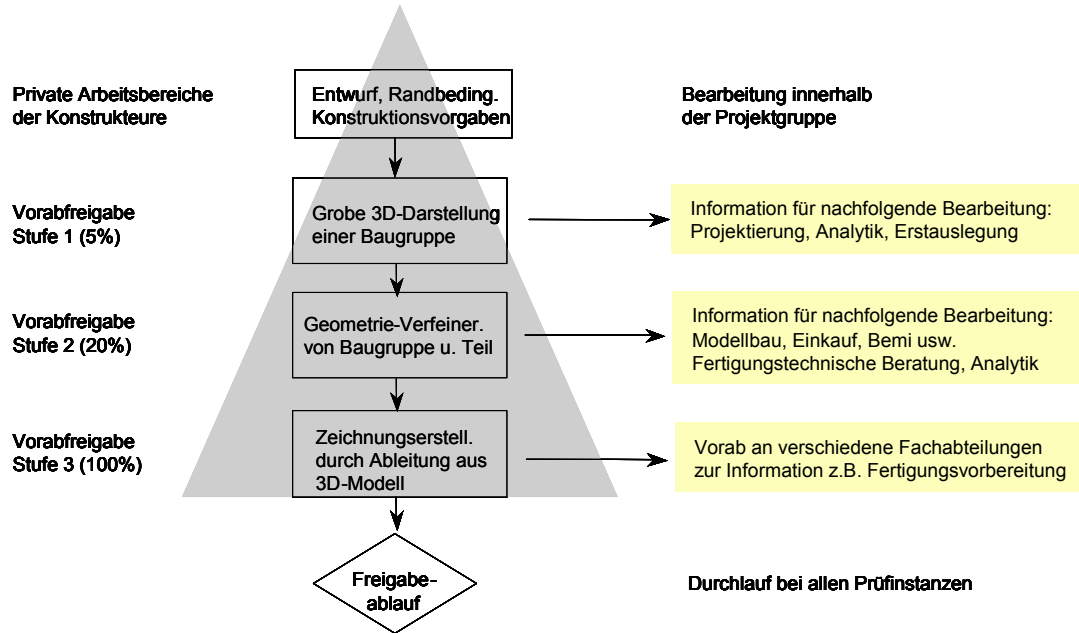 Private Arbeitsbereiche
der Konstrukteure
Entwurf, Randbeding.
Konstruktionsvorgaben
Bearbeitung innerhalb
der Projektgruppe
Vorabfreigabe
Stufe 1 (5%)
Grobe 3D-Darstellung
einer Baugruppe
Information für nachfolgende Bearbeitung:
Projektierung, Analytik, Erstauslegung
Vorabfreigabe
Stufe 2 (20%)
Geometrie-Verfeiner.
von Baugruppe u. Teil
Information für nachfolgende Bearbeitung:
Modellbau, Einkauf, Bemi usw.
Fertigungstechnische Beratung, Analytik
Vorabfreigabe
Stufe 3 (100%)
Zeichnungserstell.
durch Ableitung aus
3D-Modell
Vorab an verschiedene Fachabteilungen
zur Information z.B. Fertigungsvorbereitung
Freigabe-
ablauf
Durchlauf bei allen Prüfinstanzen